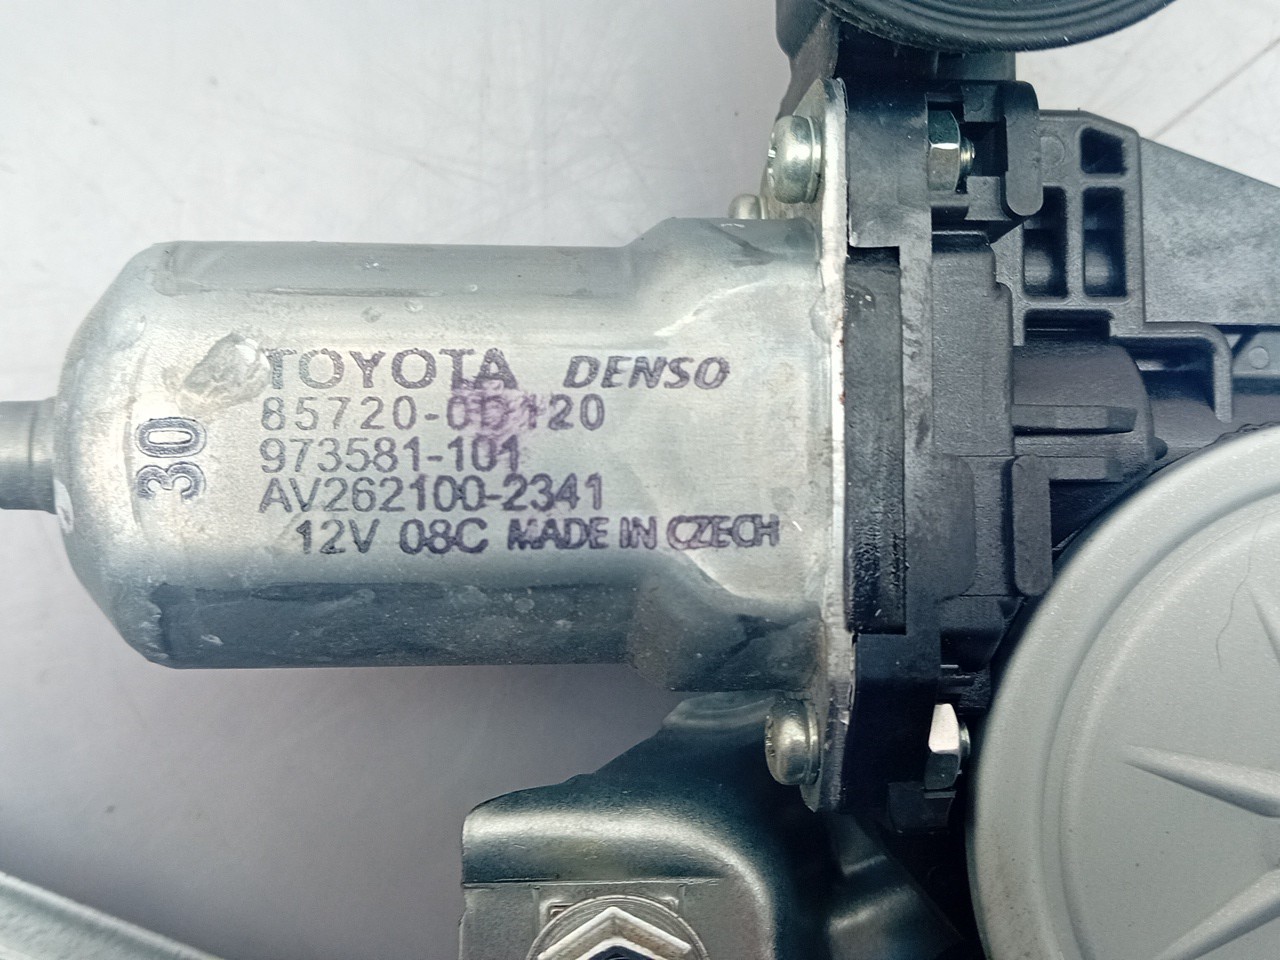 TOYOTA DENSO
85720-0D120
973581-101
AV262100-2341
12V 08C MADE IN CZECH
30